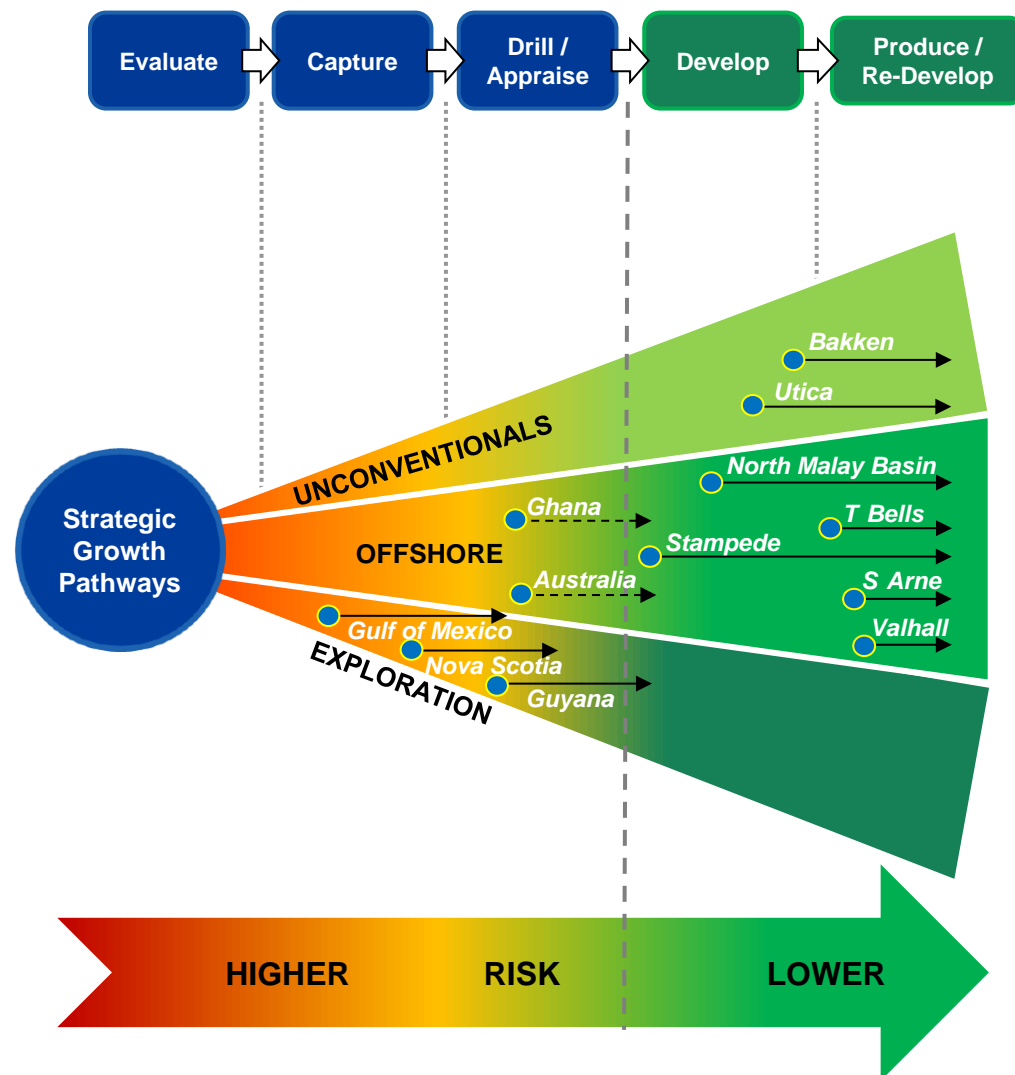 Evaluate
Capture
Drill /
Appraise
Develop
Produce /
Re-Develop
Bakken
Utica
UNCONVENTIONALS
North Malay Basin
Ghana
T Bells
Strategic
Growth
Pathways
OFFSHORE
Stampede
Australia
S Arne
Gulf of Mexico
Valhall
Nova Scotia
EXPLORATION
Guyana
HIGHER
RISK
LOWER